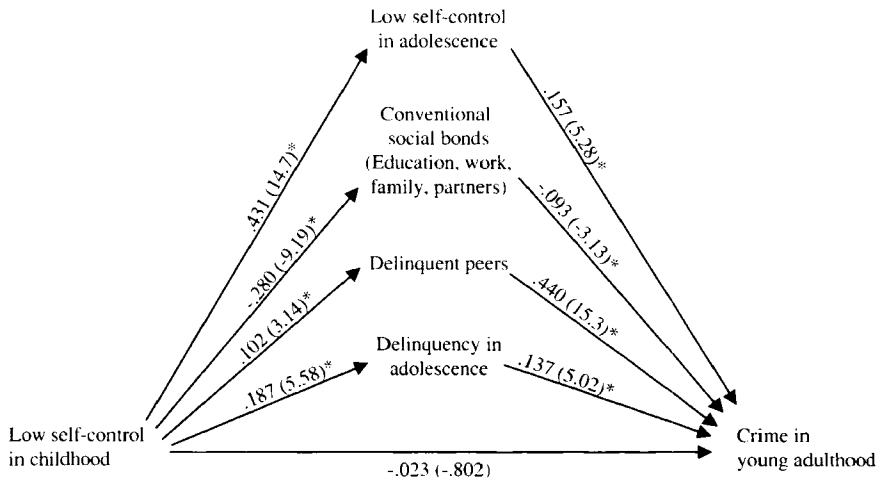 Low self-control
in adolescence
.157 (5.28)*
Conventional
social bonds
(Education, work,
family, partners)
.431 (14.7)*
-.093 (-3.13)*
-.280 (-9.19)*
Delinquent peers
.440 (15.3)*
.102 (3.14)*
Delinquency in
adolescence
.187 (5.58)*
.137 (5.02)*
Low self-control
in childhood
Crime in
young adulthood
-.023 (-.802)